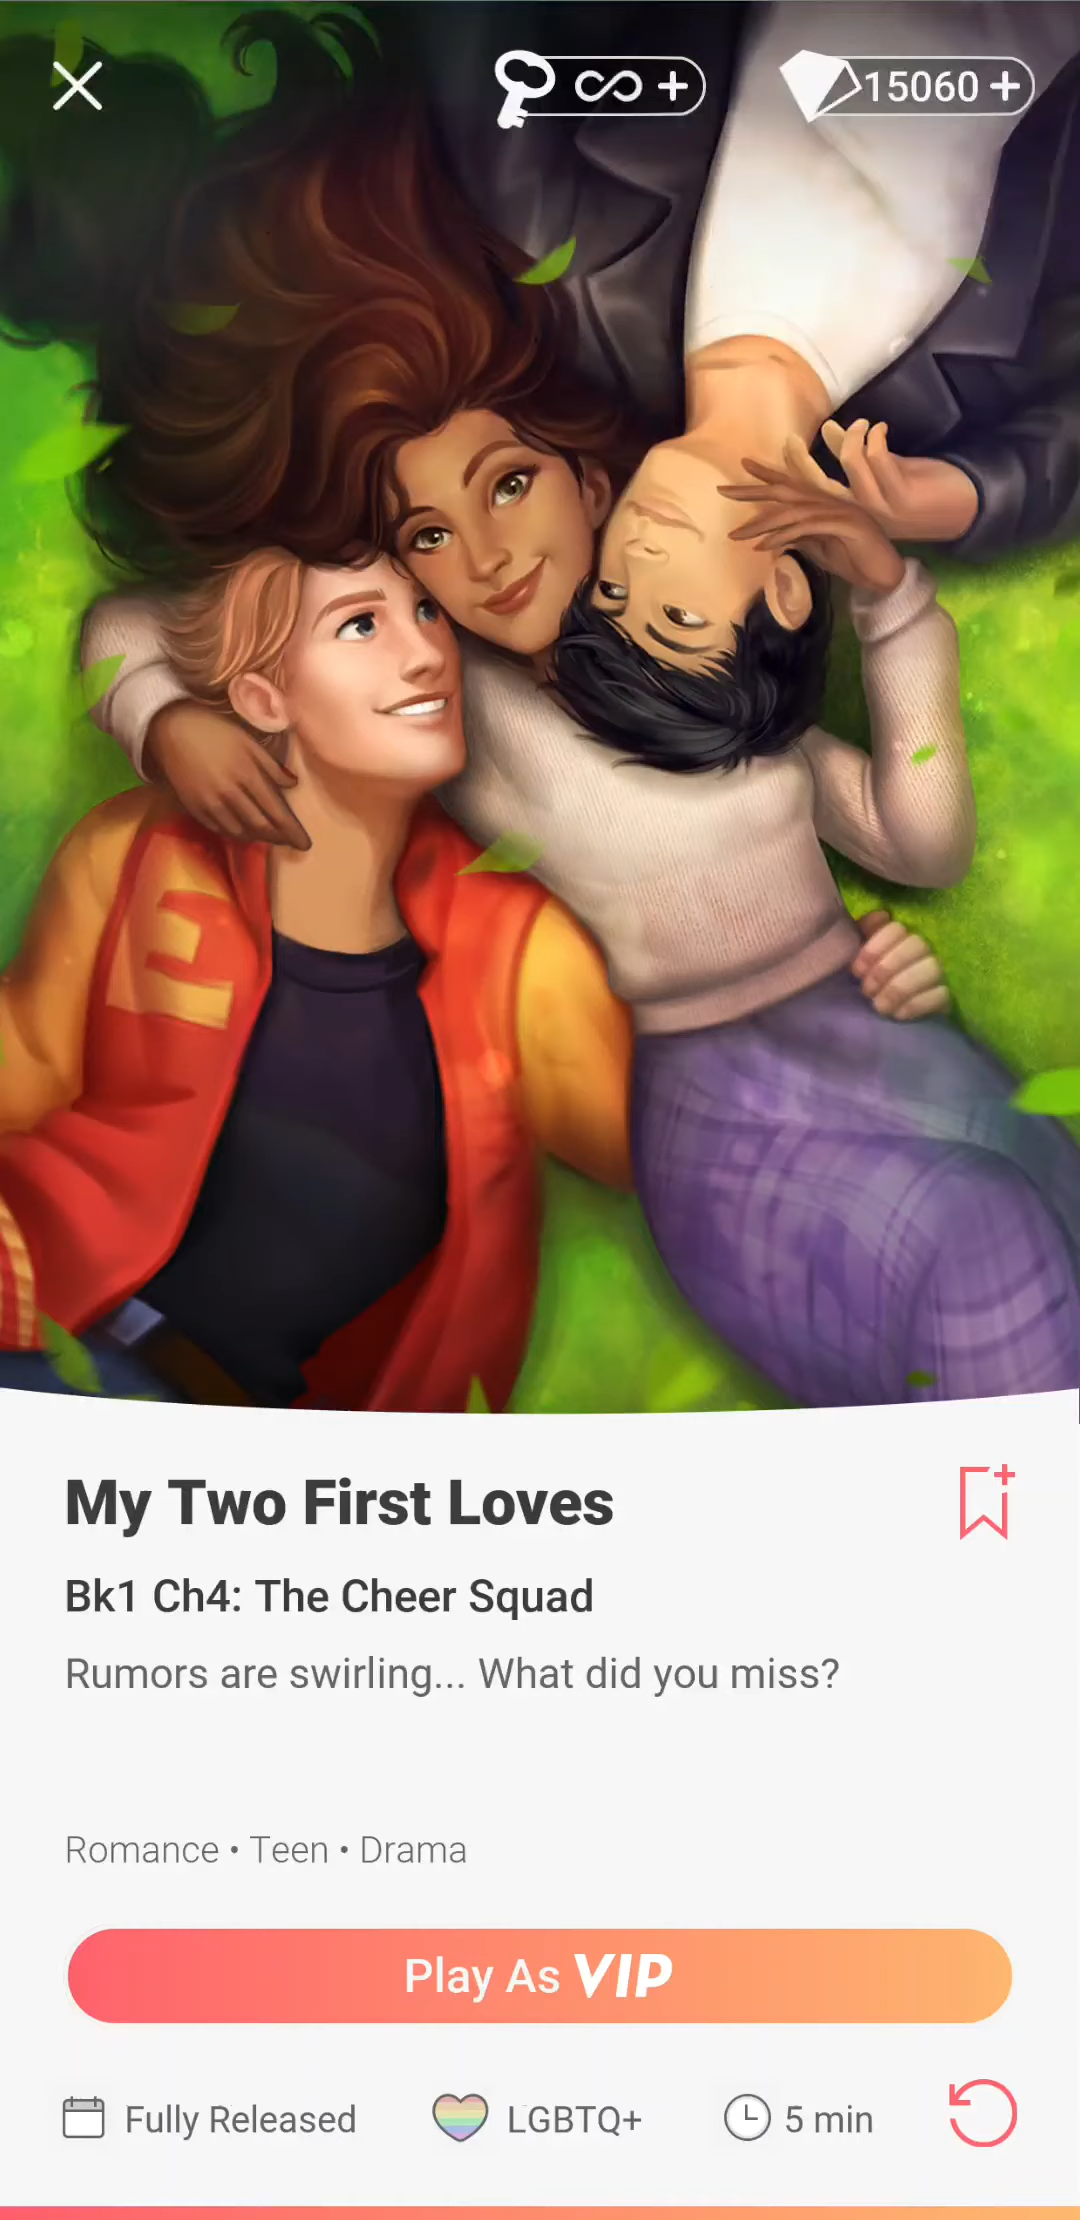 ∞ + 15060 +
E
My Two First Loves
Bk1 Ch4: The Cheer Squad
Rumors are swirling... What did you miss?
Romance • Teen • Drama
Play As VIP
Fully Released LGBTQ+ 5 min